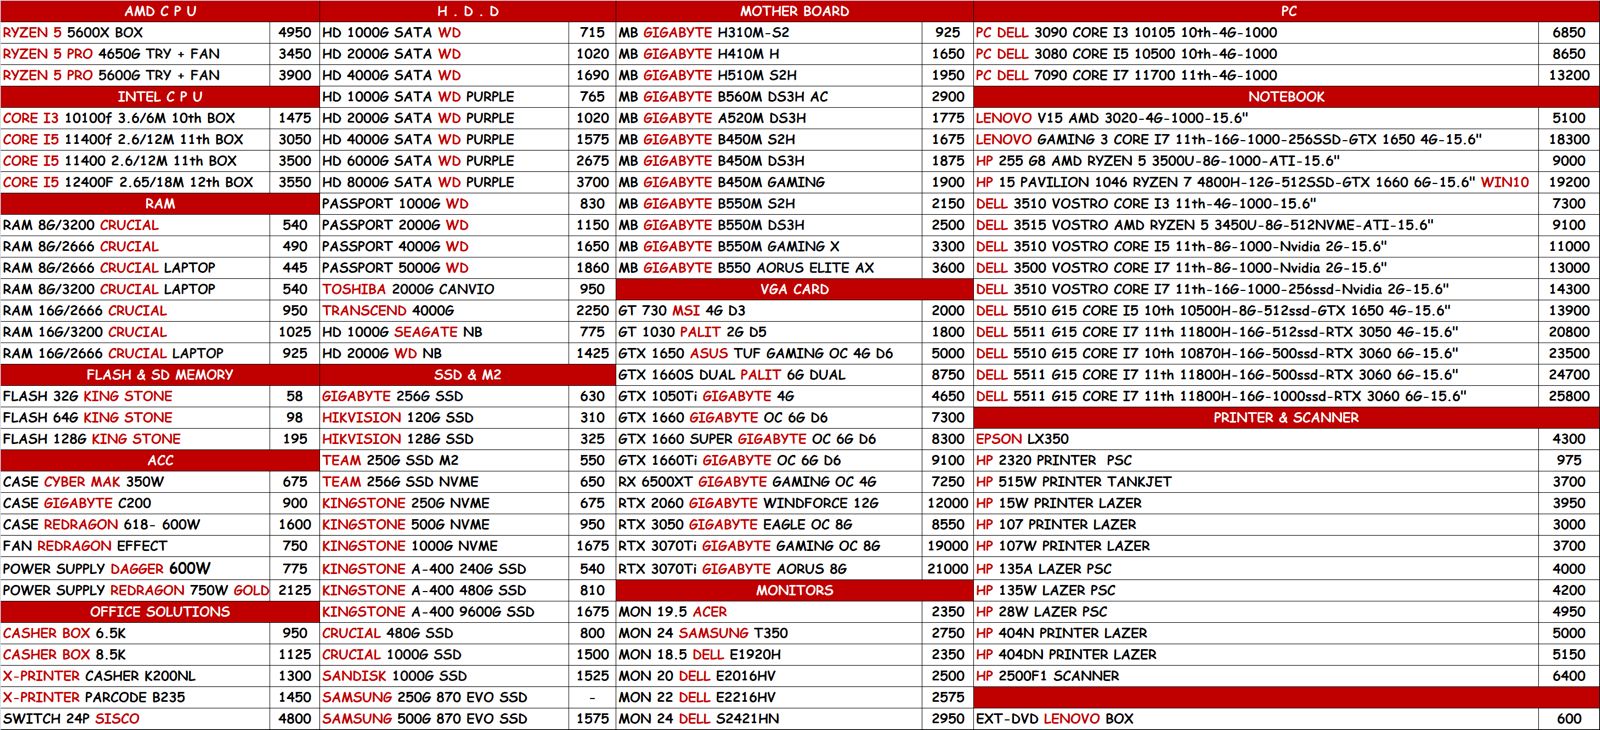 AMD C P U
RYZEN 5 5600X BOX 4950
RYZEN 5 PRO 4650G TRY + FAN 3450
RYZEN 5 PRO 5600G TRY + FAN 3900
INTEL C P U
CORE I3 10100f 3.6/6M 10th BOX 1475
CORE I5 11400f 2.6/12M 11th BOX 3050
CORE I5 11400 2.6/12M 11th BOX 3500
CORE I5 12400F 2.65/18M 12th BOX 3550
RAM
RAM 8G/3200 CRUCIAL 540
RAM 8G/2666 CRUCIAL 490
RAM 8G/2666 CRUCIAL LAPTOP 445
RAM 8G/3200 CRUCIAL LAPTOP 540
RAM 16G/2666 CRUCIAL 950
RAM 16G/3200 CRUCIAL 1025
RAM 16G/2666 CRUCIAL LAPTOP 925
FLASH & SD MEMORY
FLASH 32G KING STONE 58
FLASH 64G KING STONE 98
FLASH 128G KING STONE 195
ACC
CASE CYBER MAK 350W 675
CASE GIGABYTE C200 900
CASE REDRAGON 618- 600W 1600
FAN REDRAGON EFFECT 750
POWER SUPPLY DAGGER 600W 775
POWER SUPPLY REDRAGON 750W GOLD 2125
OFFICE SOLUTIONS
CASHER BOX 6.5K 950
CASHER BOX 8.5K 1125
X-PRINTER CASHER K200NL 1300
X-PRINTER PARCODE B235 1450
SWITCH 24P SISCO 4800
H . D . D
HD 1000G SATA WD 715
HD 2000G SATA WD 1020
HD 4000G SATA WD 1690
HD 1000G SATA WD PURPLE 765
HD 2000G SATA WD PURPLE 1020
HD 4000G SATA WD PURPLE 1575
HD 6000G SATA WD PURPLE 2675
HD 8000G SATA WD PURPLE 3700
PASSPORT 1000G WD 830
PASSPORT 2000G WD 1150
PASSPORT 4000G WD 1650
PASSPORT 5000G WD 1860
TOSHIBA 2000G CANVIO 950
TRANSCEND 4000G 2250
HD 1000G SEAGATE NB 775
HD 2000G WD NB 1425
SSD & M2
GIGABYTE 256G SSD 630
HIKVISION 120G SSD 310
HIKVISION 128G SSD 325
TEAM 250G SSD M2 550
TEAM 256G SSD NVME 650
KINGSTONE 250G NVME 675
KINGSTONE 500G NVME 950
KINGSTONE 1000G NVME 1675
KINGSTONE A-400 240G SSD 540
KINGSTONE A-400 480G SSD 810
KINGSTONE A-400 9600G SSD 1675
CRUCIAL 480G SSD 800
CRUCIAL 1000G SSD 1500
SANDISK 1000G SSD 1525
SAMSUNG 250G 870 EVO SSD -
SAMSUNG 500G 870 EVO SSD 1575
MOTHER BOARD
MB GIGABYTE H310M-S2 925
MB GIGABYTE H410M H 1650
MB GIGABYTE H510M S2H 1950
MB GIGABYTE B560M DS3H AC 2900
MB GIGABYTE A520M DS3H 1775
MB GIGABYTE B450M S2H 1675
MB GIGABYTE B450M DS3H 1875
MB GIGABYTE B450M GAMING 1900
MB GIGABYTE B550M S2H 2150
MB GIGABYTE B550M DS3H 2500
MB GIGABYTE B550M GAMING X 3300
MB GIGABYTE B550 AORUS ELITE AX 3600
VGA CARD
GT 730 MSI 4G D3 2000
GT 1030 PALIT 2G D5 1800
GTX 1650 ASUS TUF GAMING OC 4G D6 5000
GTX 1660S DUAL PALIT 6G DUAL 8750
GTX 1050Ti GIGABYTE 4G 4650
GTX 1660 GIGABYTE OC 6G D6 7300
GTX 1660 SUPER GIGABYTE OC 6G D6 8300
GTX 1660Ti GIGABYTE OC 6G D6 9100
RX 6500XT GIGABYTE GAMING OC 4G 7250
RTX 2060 GIGABYTE WINDFORCE 12G 12000
RTX 3050 GIGABYTE EAGLE OC 8G 8550
RTX 3070Ti GIGABYTE GAMING OC 8G 19000
RTX 3070Ti GIGABYTE AORUS 8G 21000
MONITORS
MON 19.5 ACER 2350
MON 24 SAMSUNG T350 2750
MON 18.5 DELL E1920H 2350
MON 20 DELL E2016HV 2500
MON 22 DELL E2216HV 2575
MON 24 DELL S2421HN 2950
PC
PC DELL 3090 CORE I3 10105 10th-4G-1000 6850
PC DELL 3080 CORE I5 10500 10th-4G-1000 8650
PC DELL 7090 CORE I7 11700 11th-4G-1000 13200
NOTEBOOK
LENOVO V15 AMD 3020-4G-1000-15.6" 5100
LENOVO GAMING 3 CORE I7 11th-16G-1000-256SSD-GTX 1650 4G-15.6" 18300
HP 255 G8 AMD RYZEN 5 3500U-8G-1000-ATI-15.6" 9000
HP 15 PAVILION 1046 RYZEN 7 4800H-12G-512SSD-GTX 1660 6G-15.6" WIN10 19200
DELL 3510 VOSTRO CORE I3 11th-4G-1000-15.6" 7300
DELL 3515 VOSTRO AMD RYZEN 5 3450U-8G-512NVME-ATI-15.6" 9100
DELL 3510 VOSTRO CORE I5 11th-8G-1000-Nvidia 2G-15.6" 11000
DELL 3500 VOSTRO CORE I7 11th-8G-1000-Nvidia 2G-15.6" 13000
DELL 3510 VOSTRO CORE I7 11th-16G-1000-256ssd-Nvidia 2G-15.6" 14300
DELL 5510 G15 CORE I5 10th 10500H-8G-512ssd-GTX 1650 4G-15.6" 13900
DELL 5511 G15 CORE I7 11th 11800H-16G-512ssd-RTX 3050 4G-15.6" 20800
DELL 5510 G15 CORE I7 10th 10870H-16G-500ssd-RTX 3060 6G-15.6" 23500
DELL 5511 G15 CORE I7 11th 11800H-16G-500ssd-RTX 3060 6G-15.6" 24700
DELL 5511 G15 CORE I7 11th 11800H-16G-1000ssd-RTX 3060 6G-15.6" 25800
PRINTER & SCANNER
EPSON LX350 4300
HP 2320 PRINTER PSC 975
HP 515W PRINTER TANKJET 3700
HP 15W PRINTER LAZER 3950
HP 107 PRINTER LAZER 3000
HP 107W PRINTER LAZER 3700
HP 135A LAZER PSC 4000
HP 135W LAZER PSC 4200
HP 28W LAZER PSC 4950
HP 404N PRINTER LAZER 5000
HP 404DN PRINTER LAZER 5150
HP 2500F1 SCANNER 6400
EXT-DVD LENOVO BOX 600